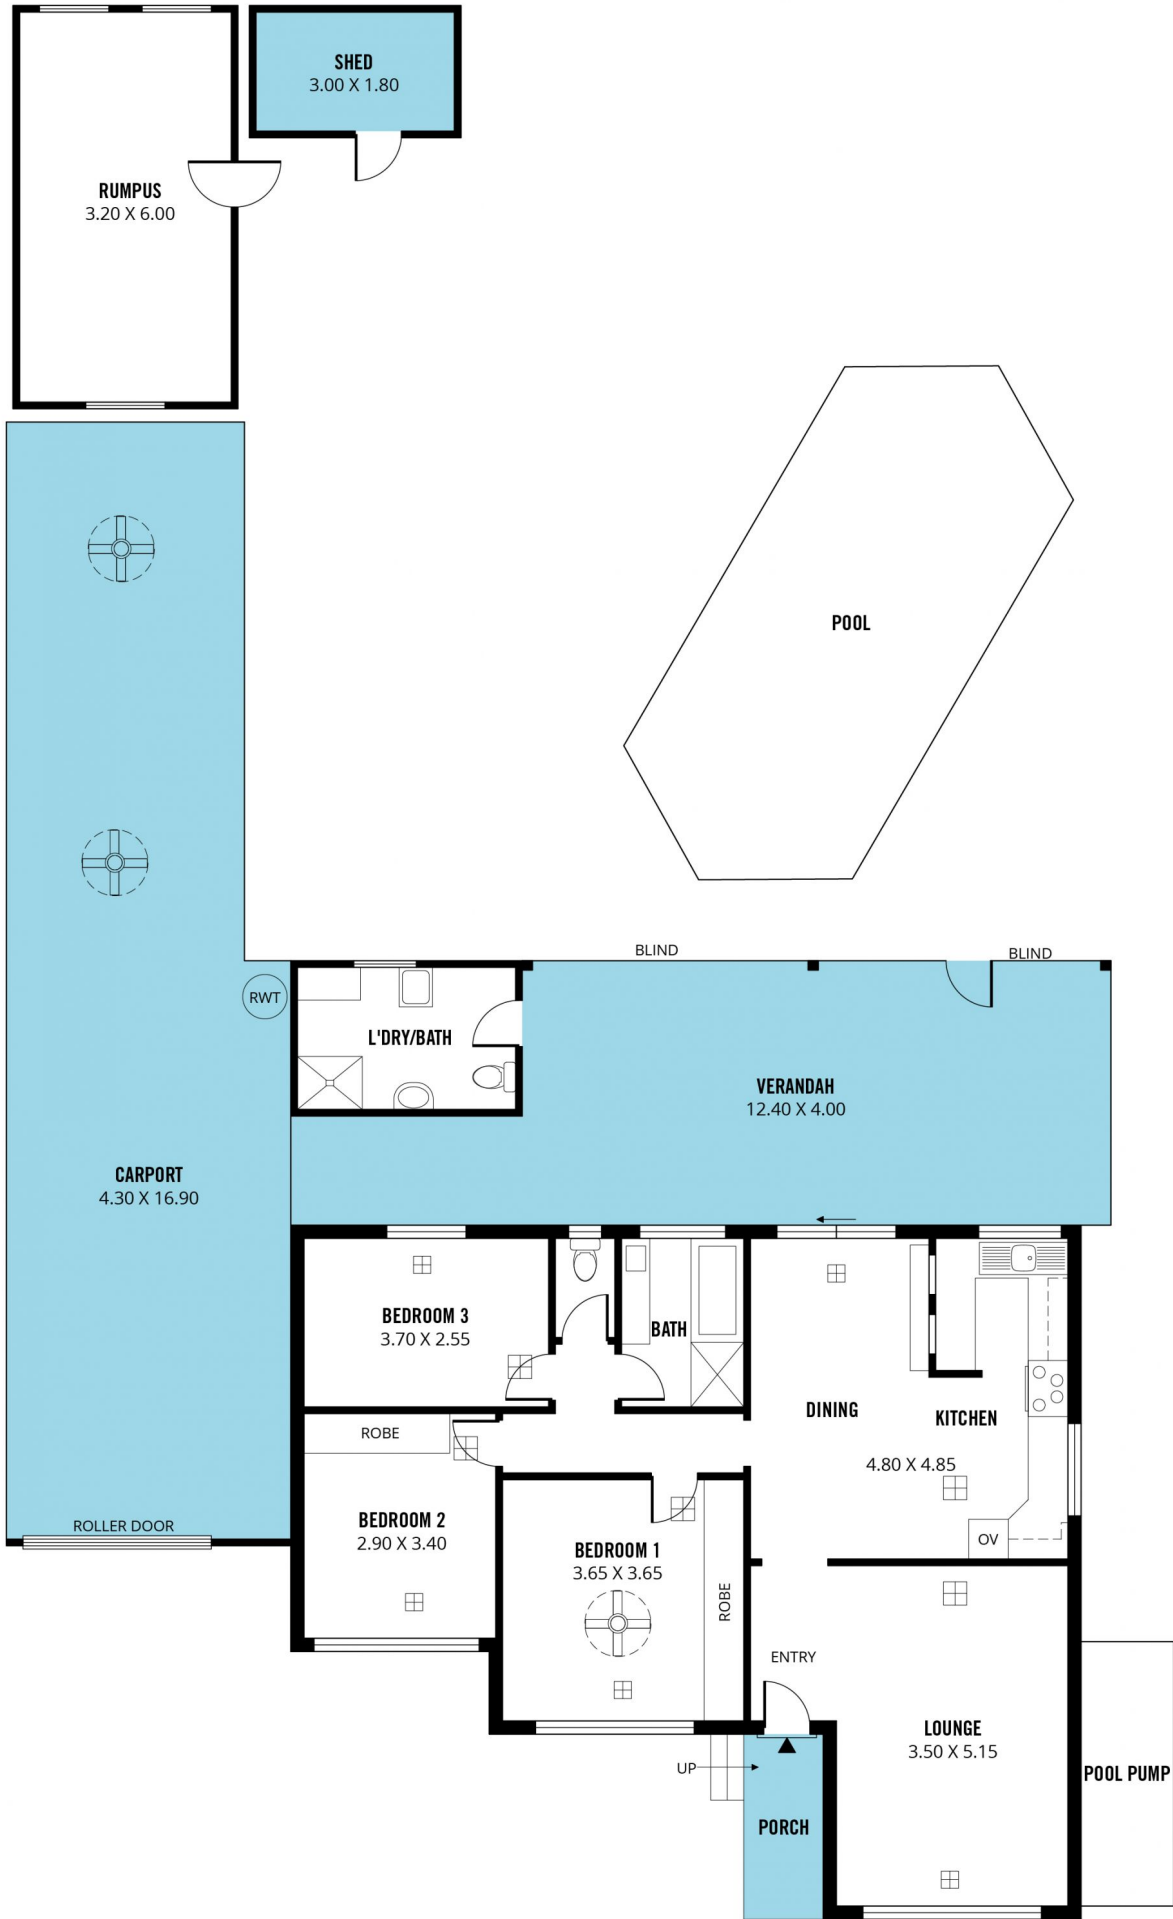 SHED
3.00 X 1.80
RUMPUS
3.20 X 6.00
POOL
BLIND
BLIND
RWT
L'DRY/BATH
VERANDAH
12.40 X 4.00
CARPORT
4.30 X 16.90
BEDROOM 3
3.70 X 2.55
BATH
DINING
KITCHEN
4.80 X 4.85
ROBE
ROLLER DOOR
BEDROOM 2
2.90 X 3.40
BEDROOM 1
3.65 X 3.65
ROBE
OV
ENTRY
LOUNGE
3.50 X 5.15
UP
POOL PUMP
PORCH